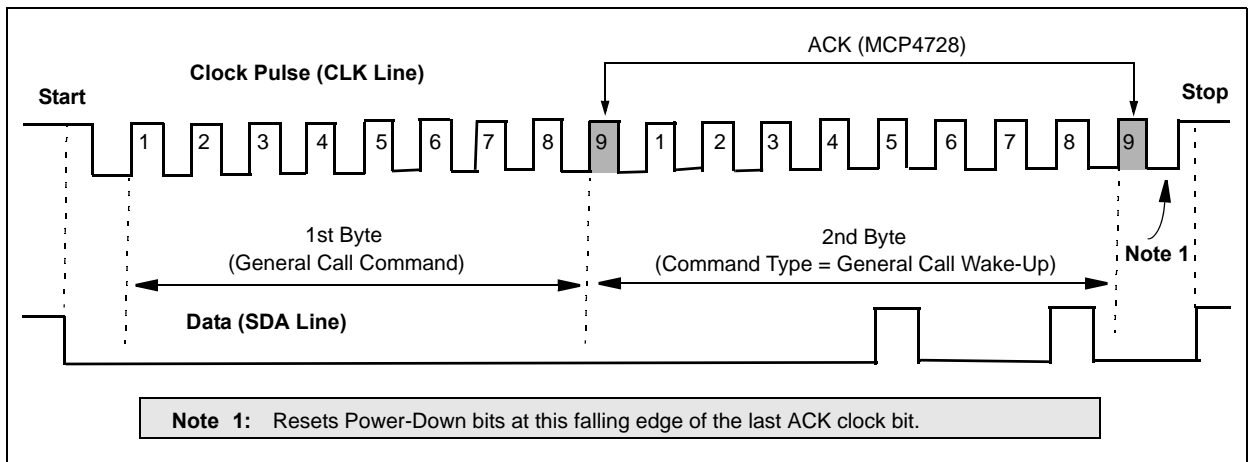 ACK (MCP4728)
Clock Pulse (CLK Line)
Start
Stop
1 2 3 4 5 6 7 8 9 1 2 3 4 5 6 7 8 9
1st Byte
(General Call Command)
2nd Byte
(Command Type = General Call Wake-Up)
Note 1
Data (SDA Line)
Note 1: Resets Power-Down bits at this falling edge of the last ACK clock bit.